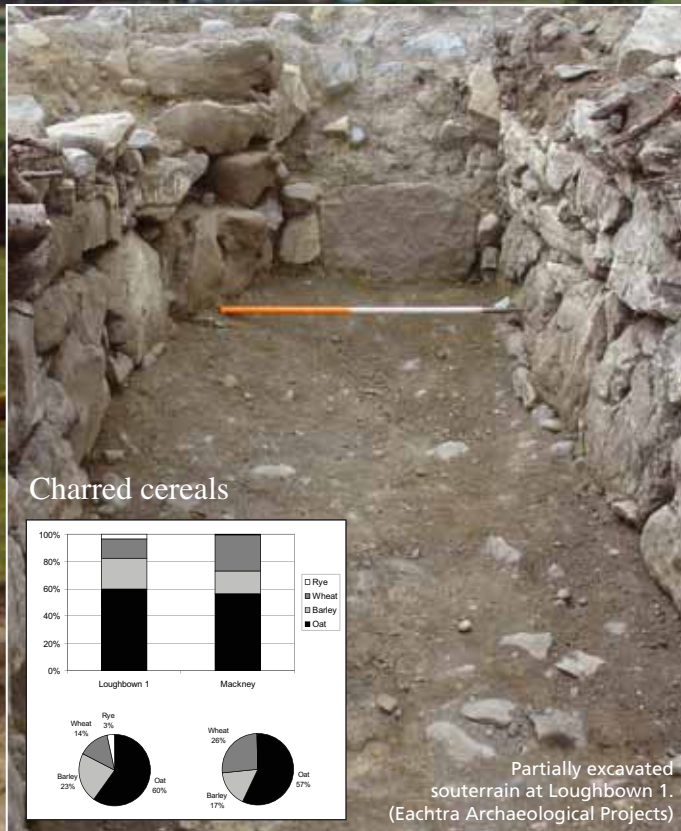 Charred cereals
100%
80%
60%
40%
20%
0%
Rye
Wheat
Barley
Oat
Loughbown 1
Mackney
Rye
3%
Wheat
14%
Barley
23%
Oat
60%
Wheat
26%
Barley
17%
Oat
57%
Partially excavated
souterrain at Loughbown 1.
(Eachtra Archaeological Projects)